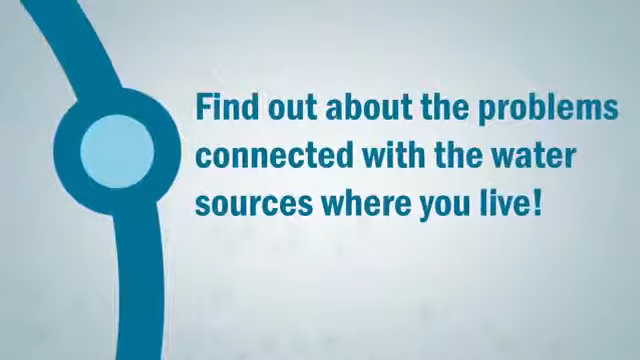 Find out about the problems
connected with the water
sources where you live!